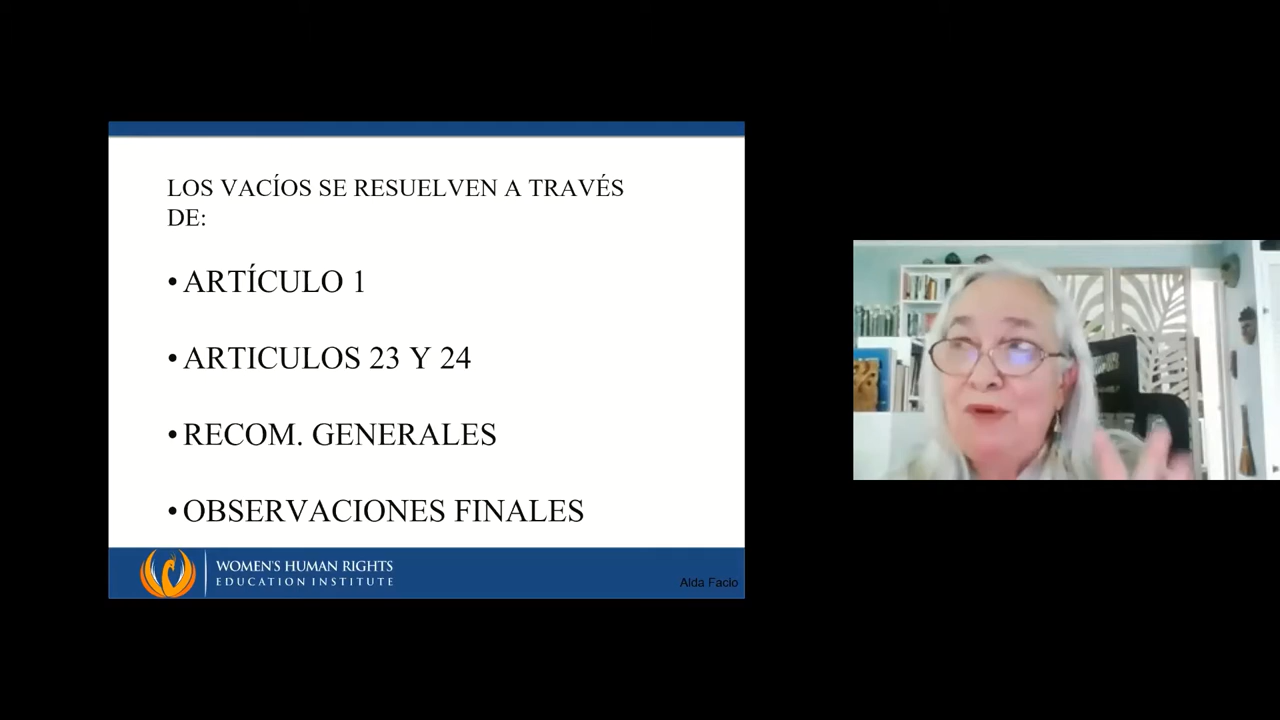 LOS VACÍOS SE RESUELVEN A TRAVÉS
DE:
• ARTÍCULO 1
• ARTICULOS 23 Y 24
• RECOM. GENERALES
• OBSERVACIONES FINALES
WOMEN'S HUMAN RIGHTS
EDUCATION INSTITUTE
Alda Facio